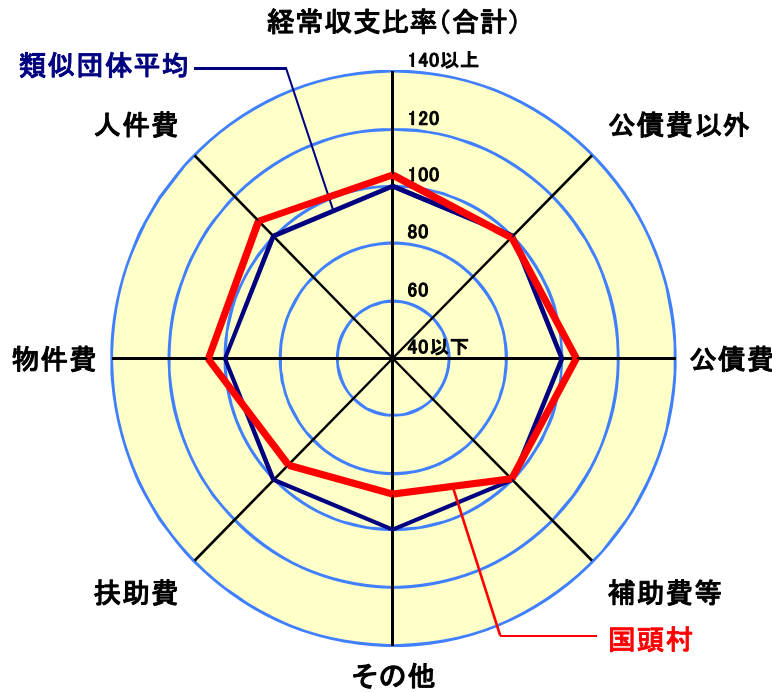 経常収支比率(合計)
類似団体平均
140以上
人件費
120
公債費以外
100
80
60
40以下
物件費
公債費
扶助費
補助費等
国頭村
その他